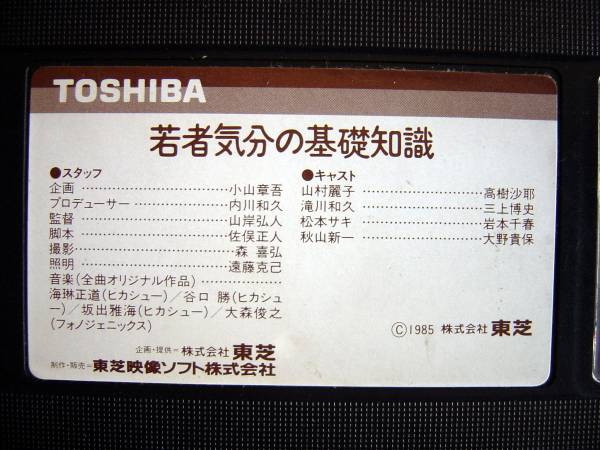 TOSHIBA
若者気分の基礎知識
●スタッフ
企画 ………………… 小山章吾
プロデューサー ………… 内川和久
監督 ………………… 山岸弘人
脚本 ………………… 佐俣正人
撮影 ………………… 森 喜弘
照明 ………………… 遠藤克己
音楽(全曲オリジナル作品) …………
海琳正道(ヒカシュー)／谷口 勝(ヒカシュ
ー)／坂出雅海(ヒカシュー)／大森俊之
(フォノジェニックス)
企画・提供＝株式会社 東芝
制作・販売＝東芝映像ソフト株式会社
●キャスト
山村麗子 ………………… 高樹沙耶
滝川和久 ………………… 三上博史
松本サキ ………………… 岩本千春
秋山新一 ………………… 大野貴保
©1985 株式会社 東芝